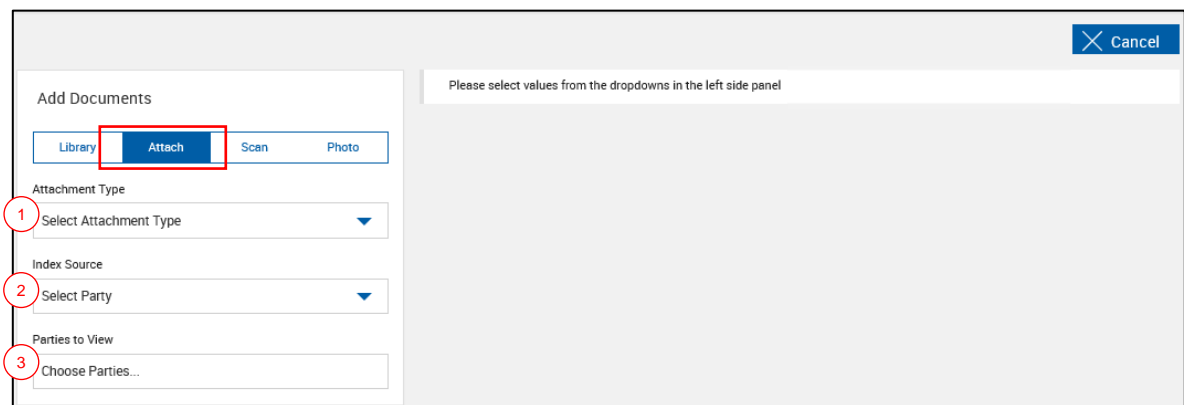 Cancel
Please select values from the dropdowns in the left side panel
Add Documents
Library Attach Scan Photo
Attachment Type
1 Select Attachment Type
Index Source
2 Select Party
Parties to View
3 Choose Parties...